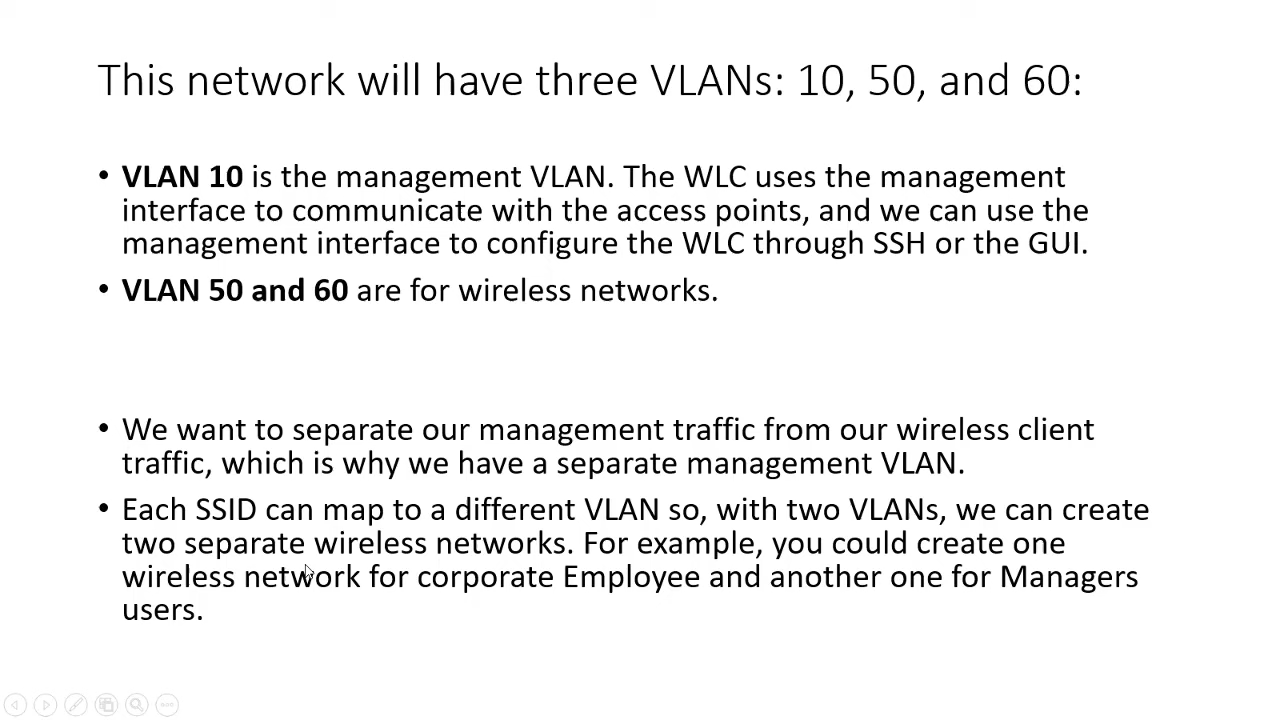 This network will have three VLANs: 10, 50, and 60:
• VLAN 10 is the management VLAN. The WLC uses the management
interface to communicate with the access points, and we can use the
management interface to configure the WLC through SSH or the GUI.
• VLAN 50 and 60 are for wireless networks.
• We want to separate our management traffic from our wireless client
traffic, which is why we have a separate management VLAN.
• Each SSID can map to a different VLAN so, with two VLANs, we can create
two separate wireless networks. For example, you could create one
wireless network for corporate Employee and another one for Managers
users.